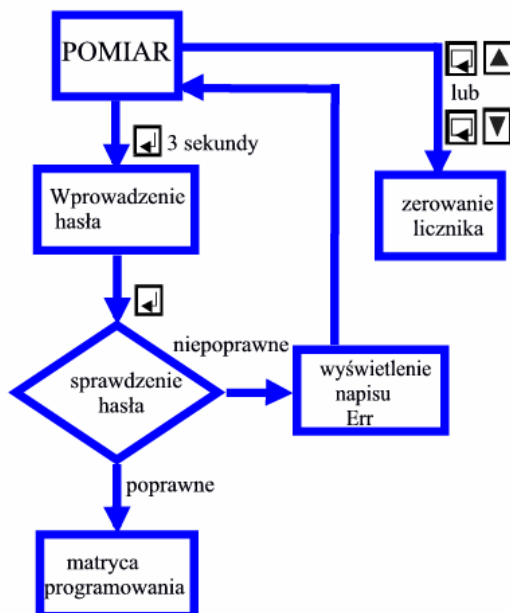 POMIAR
lub
3 sekundy
Wprowadzenie
hasła
zerowanie
licznika
niepoprawne
sprawdzenie
hasła
wyświetlenie
napisu
Err
poprawne
matryca
programowania